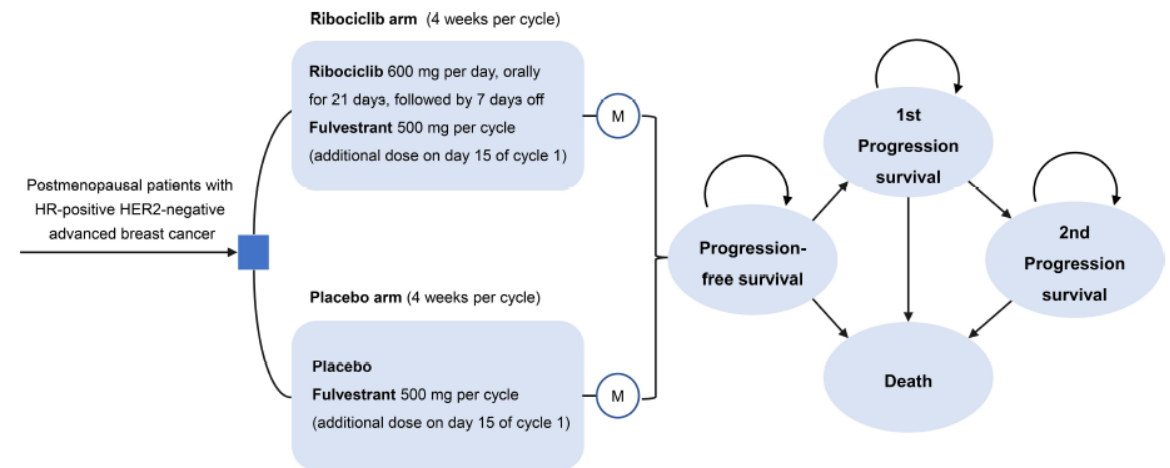 Ribociclib arm (4 weeks per cycle)
Ribociclib 600 mg per day, orally
for 21 days, followed by 7 days off
Fulvestrant 500 mg per cycle
(additional dose on day 15 of cycle 1)
M
Postmenopausal patients with
HR-positive HER2-negative
advanced breast cancer
Placebo arm (4 weeks per cycle)
Placebo
Fulvestrant 500 mg per cycle
(additional dose on day 15 of cycle 1)
M
Progression-
free survival
1st
Progression
survival
2nd
Progression
survival
Death